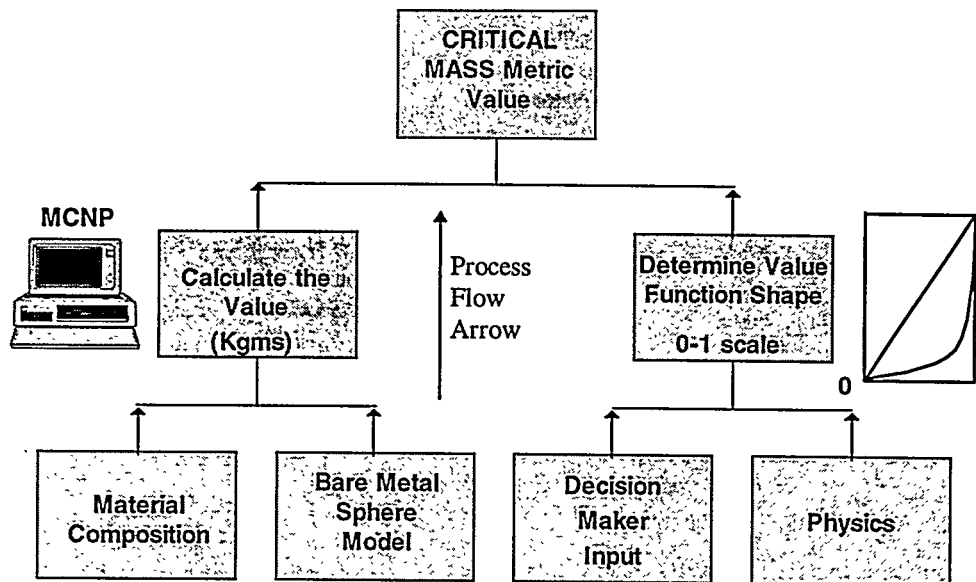 CRITICAL
MASS Metric
Value
MCNP
Calculate the
Value
(Kgms)
Process
Flow
Arrow
Determine Value
Function Shape
0-1 scale
0
Material
Composition
Bare Metal
Sphere
Model
Decision
Maker
Input
Physics